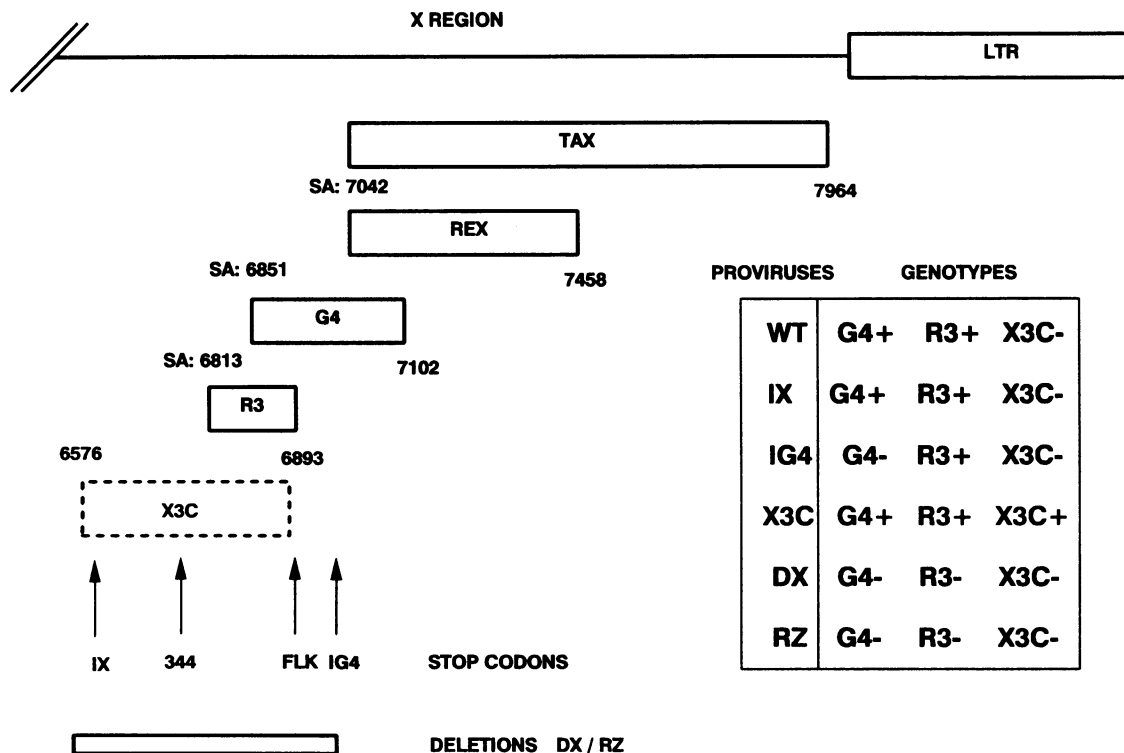 X REGION
LTR
TAX
SA: 7042
7964
REX
SA: 6851
7458
G4
SA: 6813
7102
R3
6576
6893
X3C
IX 344 FLK IG4 STOP CODONS
DELETIONS DX / RZ
PROVIRUSES GENOTYPES
WT G4+ R3+ X3C-
IX G4+ R3+ X3C-
IG4 G4- R3+ X3C-
X3C G4+ R3+ X3C+
DX G4- R3- X3C-
RZ G4- R3- X3C-